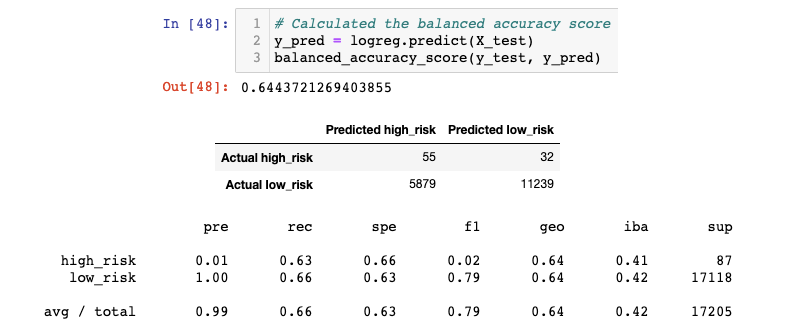 In [48]: 1 # Calculated the balanced accuracy score
2 y_pred = logreg.predict(X_test)
3 balanced_accuracy_score(y_test, y_pred)
Out[48]: 0.6443721269403855
Predicted high_risk Predicted low_risk
Actual high_risk 55 32
Actual low_risk 5879 11239
pre rec spe f1 geo iba sup
high_risk 0.01 0.63 0.66 0.02 0.64 0.41 87
low_risk 1.00 0.66 0.63 0.79 0.64 0.42 17118
avg / total 0.99 0.66 0.63 0.79 0.64 0.42 17205